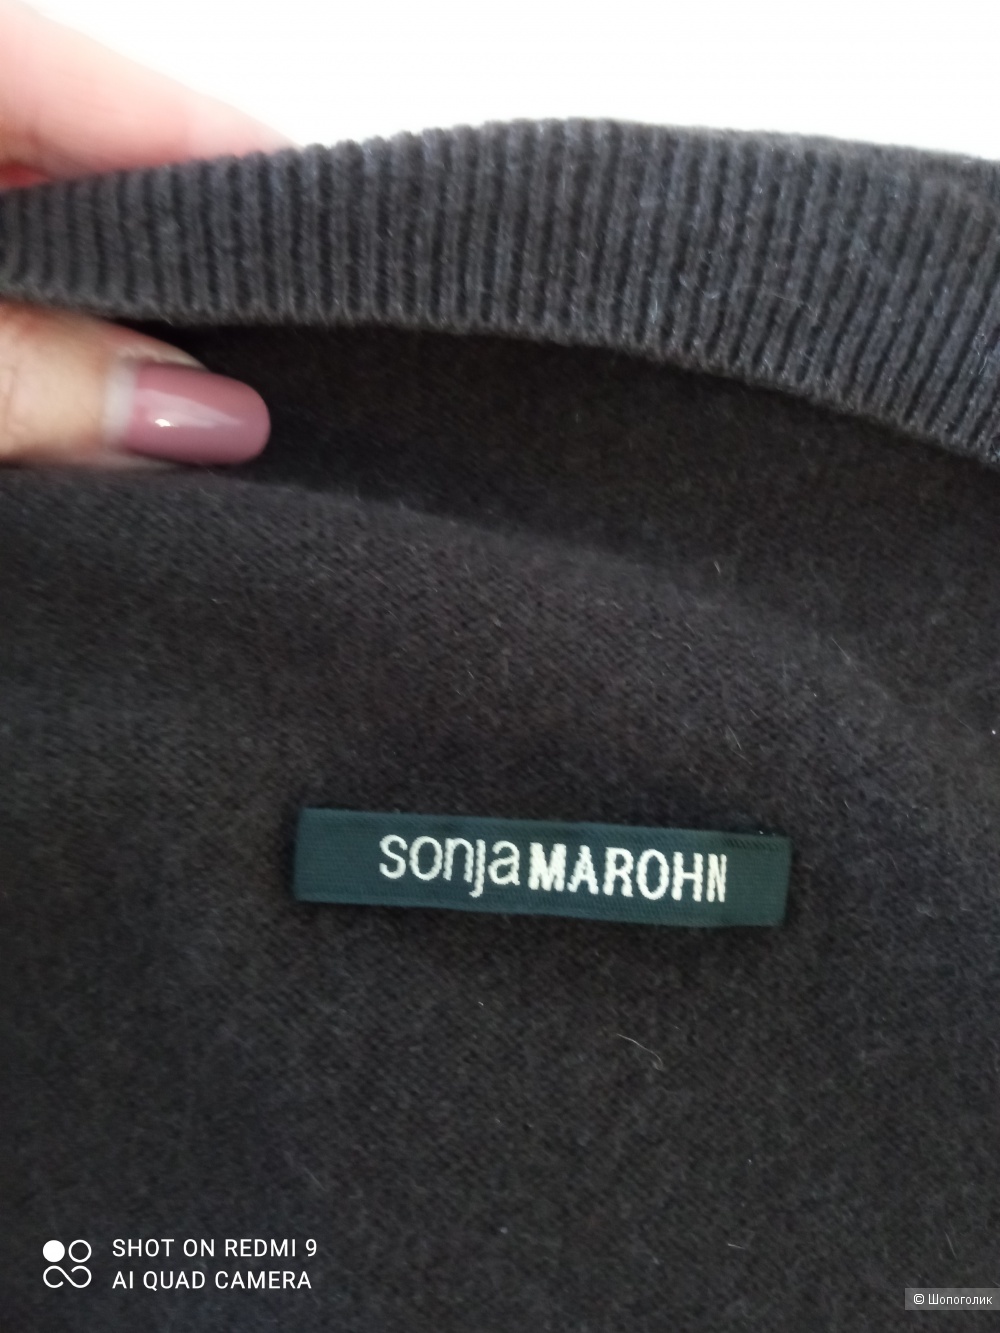 sonjaMAROHN
SHOT ON REDMI 9
AI QUAD CAMERA
© Шопоголик